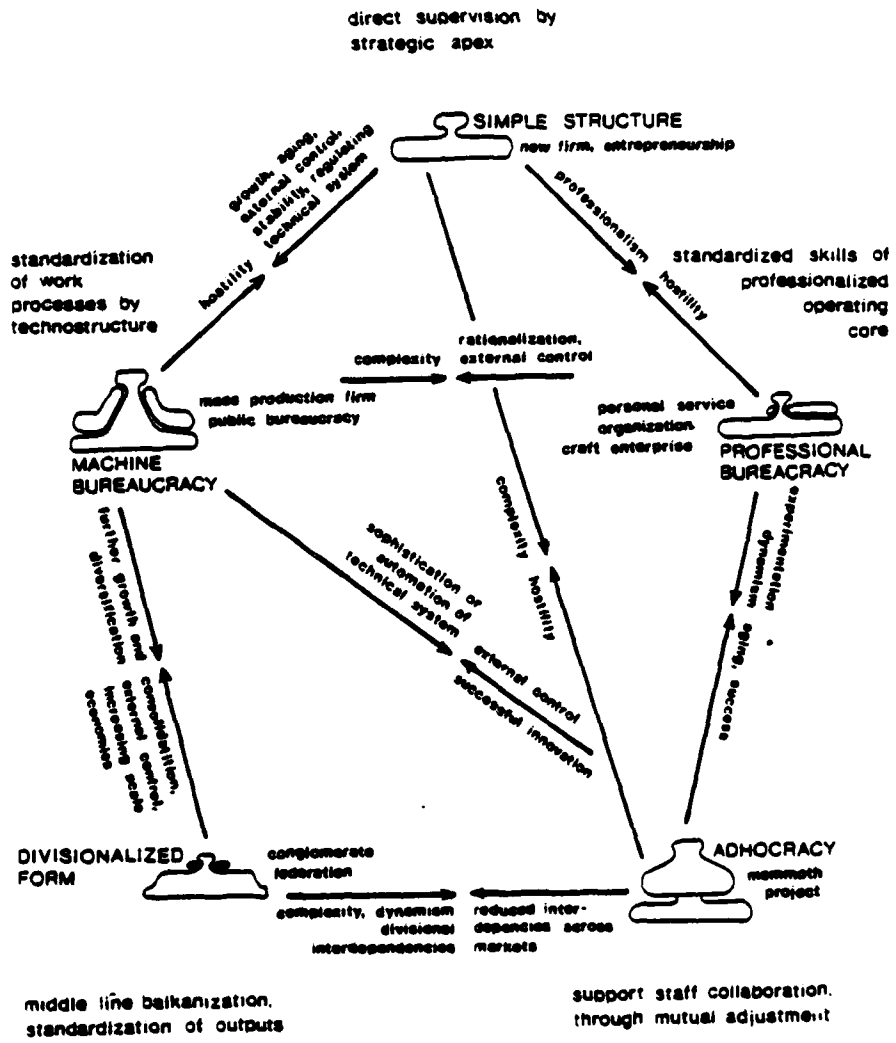 direct supervision by
strategic apex
SIMPLE STRUCTURE
new firm, entrepreneurship
growth, aging,
external control,
stability, regulating
technical system
hostility
professionalism
hostility
standardization
of work
processes by
technostructure
standardized skills of
professionalized
operating
core
complexity
rationalization,
external control
mass production firm
public bureaucracy
MACHINE
BUREAUCRACY
personal service
organization
craft enterprise
PROFESSIONAL
BUREACRACY
complexity
hostility
sophistication or
automation of
technical system
external control
successful innovation
experimentation
dynamism
aging, success
further growth and
diversification
consolidation,
external control,
increasing scale
economies
DIVISIONALIZED
FORM
conglomerate
federation
ADHOCRACY
mammoth
project
complexity, dynamism
divisional
interdependencies
reduced inter-
depencies across
markets
middle line balkanization,
standardization of outputs
support staff collaboration,
through mutual adjustment